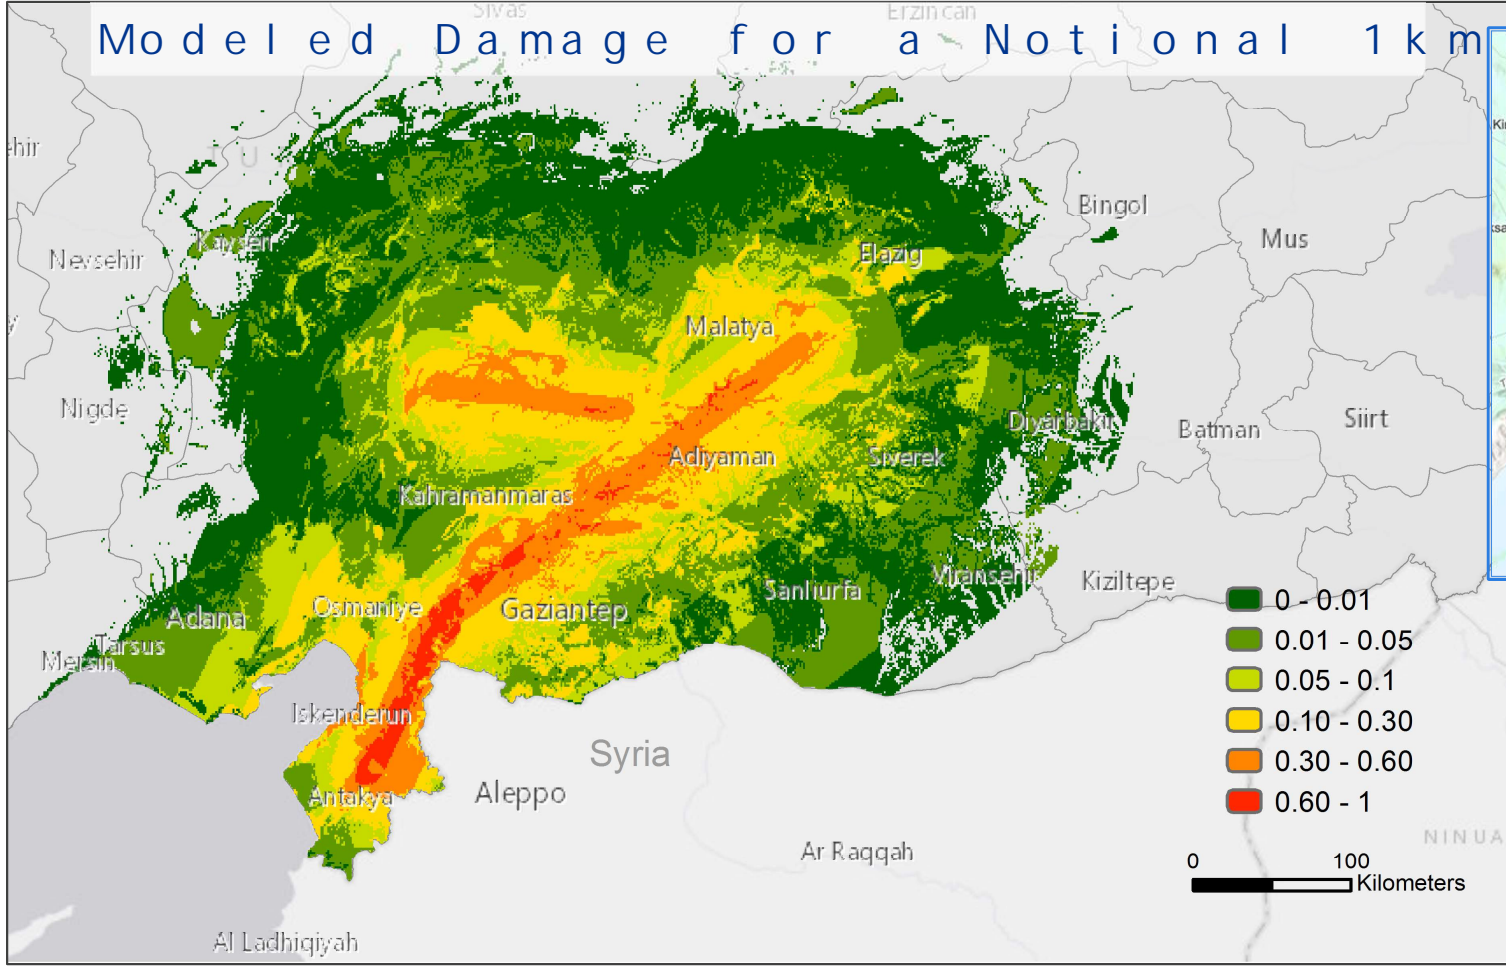 Sivas
Erzincan
Modeled Damage for a Notional 1km
Bingol
Mus
Kayseri
Nevsehir
Elazig
Malatya
Nigde
Diyarbakir
Batman
Siirt
Adiyaman
Siverek
Kahramanmaras
Viransehir
Kiziltepe
Sanliurfa
Osmaniye
Gaziantep
Adana
Tarsus
Mersin
Iskenderun
Syria
Antakya
Aleppo
Ar Raqqah
Al Ladhiqiyah
NINUA
0 - 0.01
0.01 - 0.05
0.05 - 0.1
0.10 - 0.30
0.30 - 0.60
0.60 - 1
0 100
Kilometers